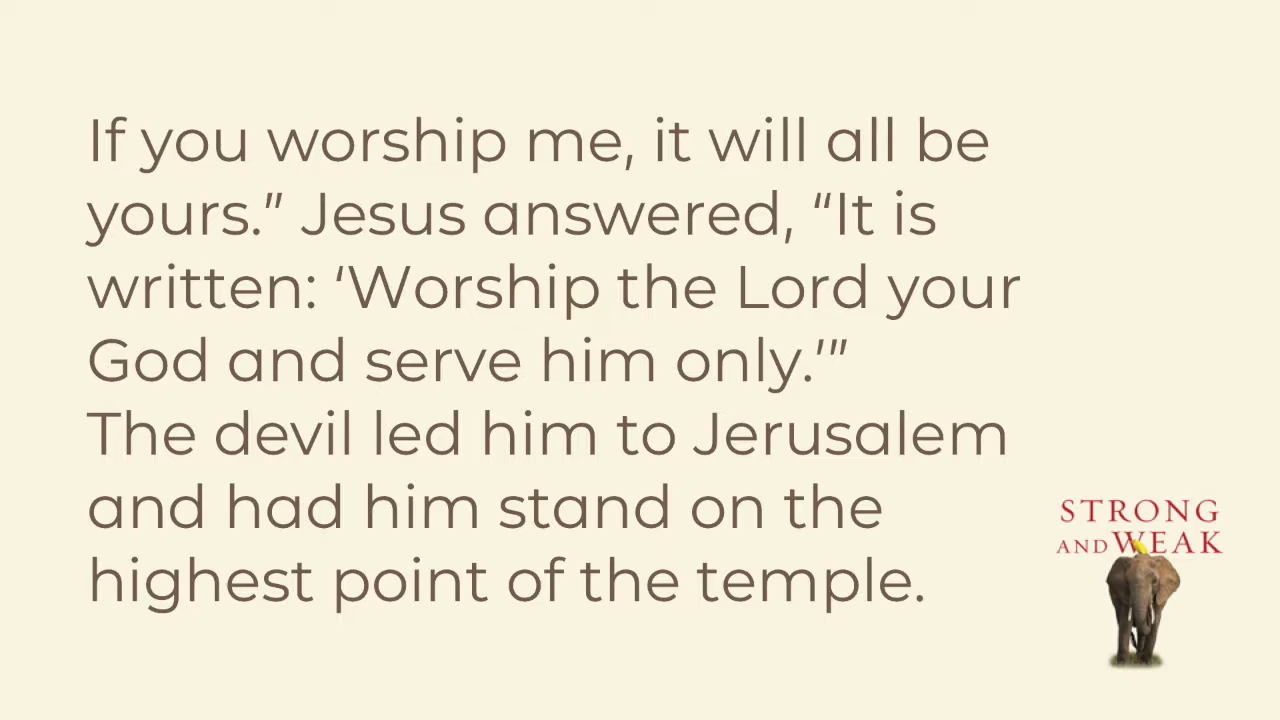 If you worship me, it will all be
yours.” Jesus answered, “It is
written: ‘Worship the Lord your
God and serve him only.’”
The devil led him to Jerusalem
and had him stand on the
highest point of the temple.
STRONG
AND WEAK